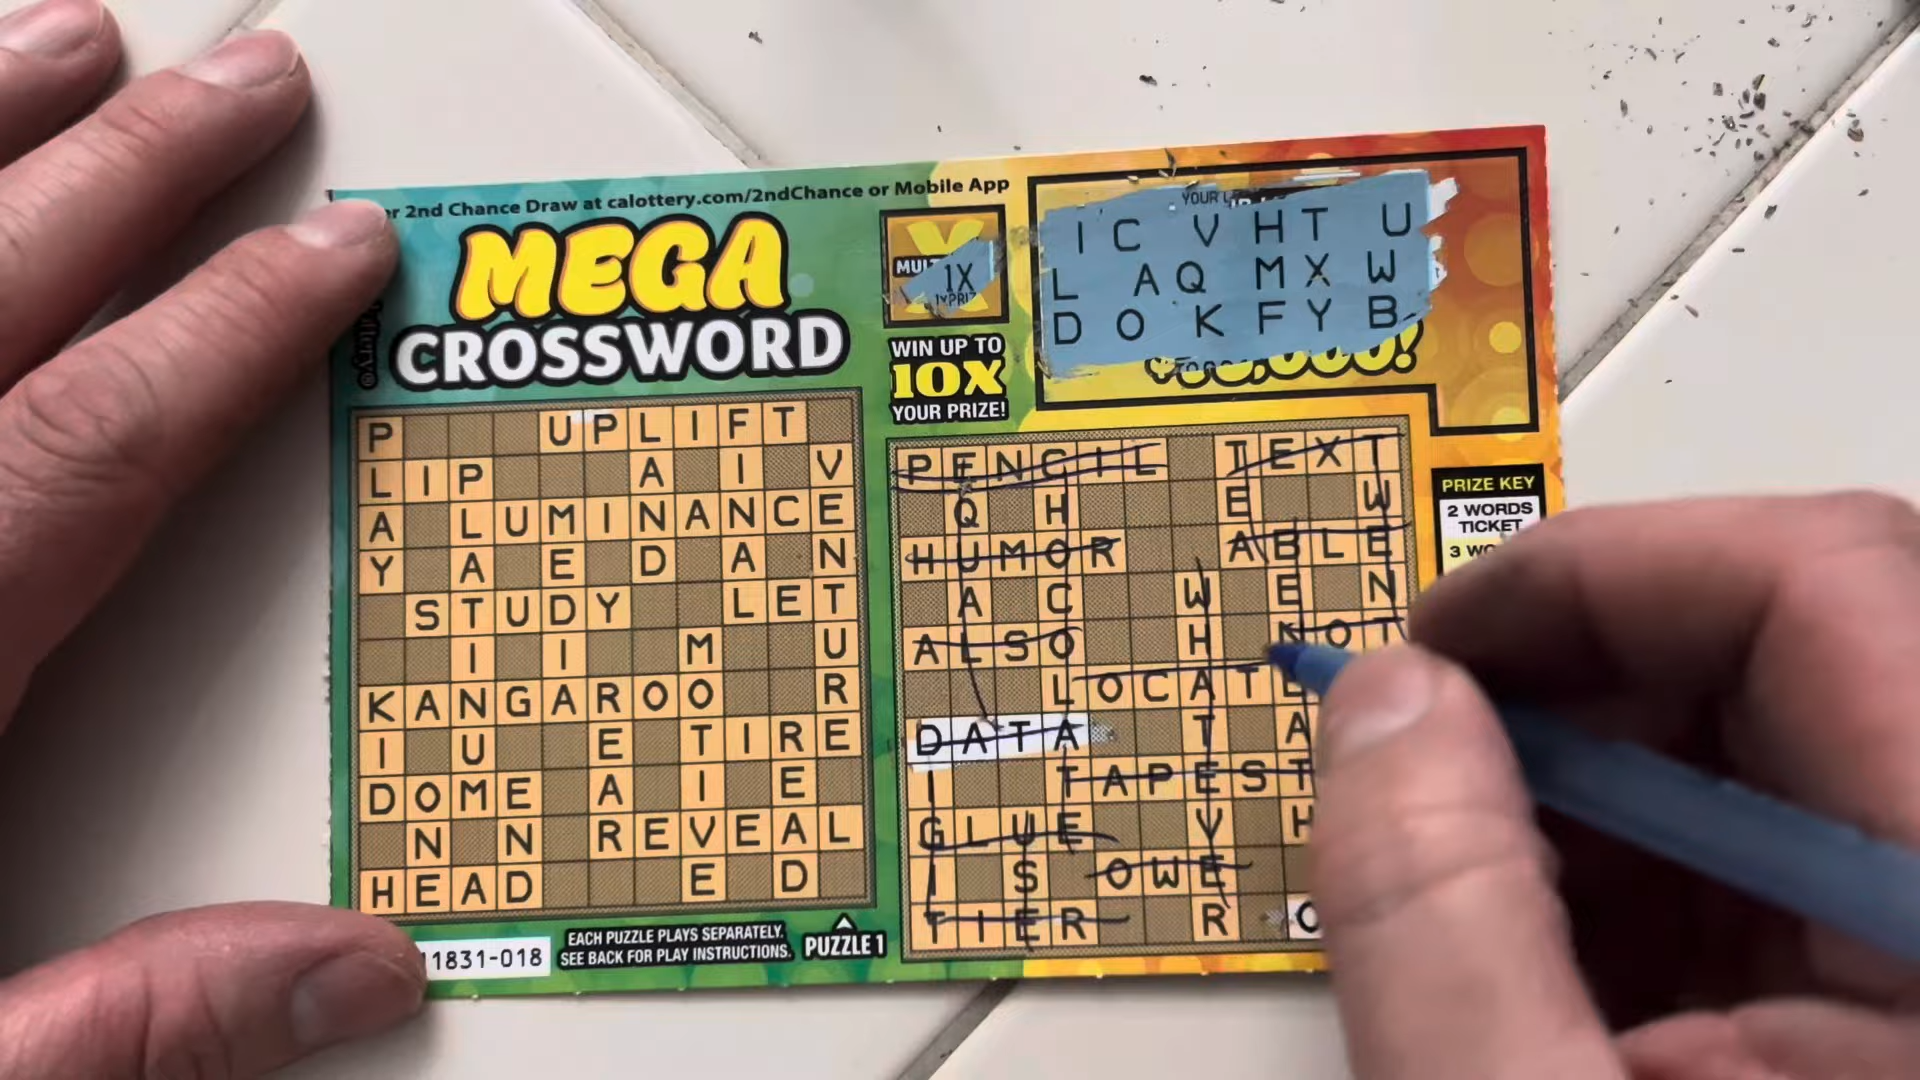 r 2nd Chance Draw at calottery.com/2ndChance or Mobile App
MEGA
CROSSWORD
1X
WIN UP TO
10X
YOUR PRIZE!
I C V H T U
L A Q M X W
D O K F Y B
PRIZE KEY
2 WORDS
TICKET
P UPLIFT
L I P A I V
A LUMINANCE
Y A E D A N
STUDY LET
I I M U
KANGAROO R
I U E TIRE
DOME A I E
N N REVEAL
HEAD E D
PENCIL TEXT
Q H E W
HUMOR ABLE
A C W E N
ALSO H NOT
LOCATE
DATA T A
I TAPEST
GLUE V H
I S OWE
TIER R
11831-018
EACH PUZZLE PLAYS SEPARATELY.
SEE BACK FOR PLAY INSTRUCTIONS.
PUZZLE 1